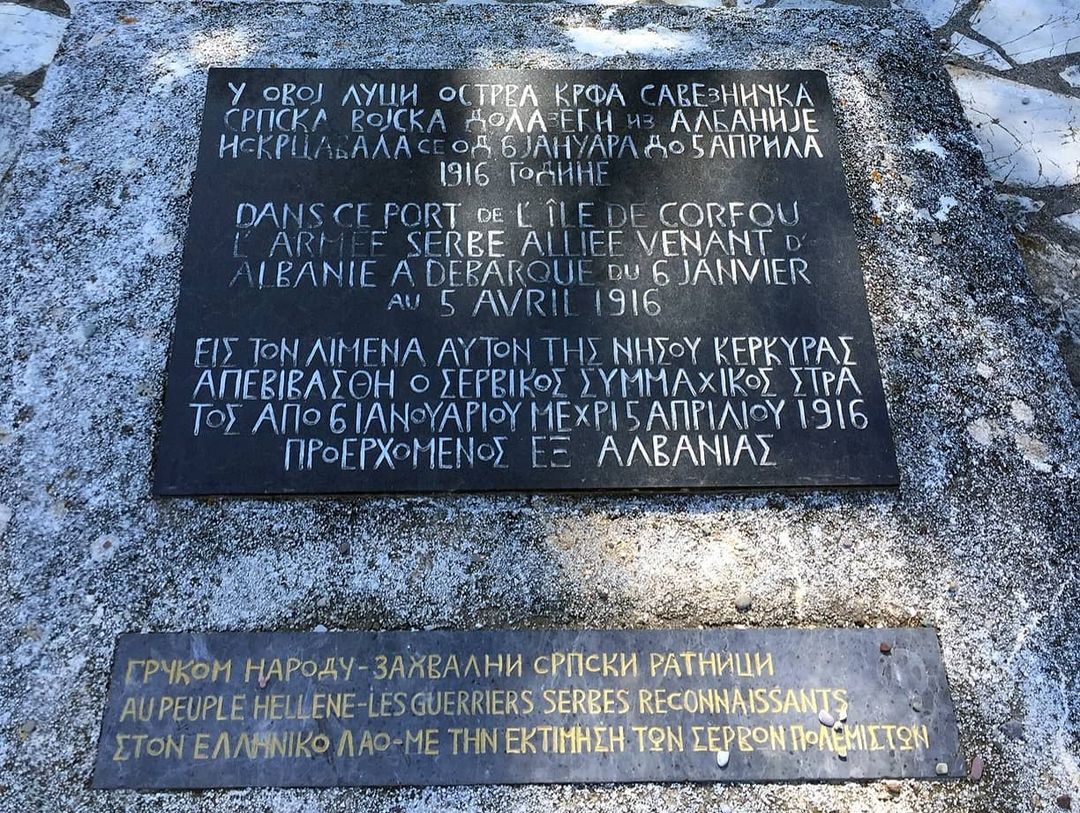 У ОВОЈ ЛУЦИ ОСТРВА КРФА САВЕЗНИЧКА
СРПСКА ВОЈСКА ДОЛАЗЕЋИ ИЗ АЛБАНИЈЕ
ИСКРЦАВАЛА СЕ ОД 6 ЈАНУАРА ДО 5 АПРИЛА
1916 ГОДИНЕ
DANS CE PORT DE L'ÎLE DE CORFOU
L'ARMÉE SERBE ALLIEE VENANT D'
ALBANIE A DEBARQUE DU 6 JANVIER
AU 5 AVRIL 1916
ΕΙΣ ΤΟΝ ΛΙΜΕΝΑ ΑΥΤΟΝ ΤΗΣ ΝΗΣΟΥ ΚΕΡΚΥΡΑΣ
ΑΠΕΒΙΒΑΣΘΗ Ο ΣΕΡΒΙΚΟΣ ΣΥΜΜΑΧΙΚΟΣ ΣΤΡΑ
ΤΟΣ ΑΠΟ 6 ΙΑΝΟΥΑΡΙΟΥ ΜΕΧΡΙ 5 ΑΠΡΙΛΙΟΥ 1916
ΠΡΟΕΡΧΟΜΕΝΟΣ ΕΞ ΑΛΒΑΝΙΑΣ
ГРЧКОМ НАРОДУ-ЗАХВАЛНИ СРПСКИ РАТНИЦИ
AU PEUPLE HELLENE-LES GUERRIERS SERBES RECONNAISSANTS
ΣΤΟΝ ΕΛΛΗΝΙΚΟ ΛΑΟ-ΜΕ ΤΗΝ ΕΚΤΙΜΗΣΗ ΤΩΝ ΣΕΡΒΩΝ ΠΟΛΕΜΙΣΤΩΝ